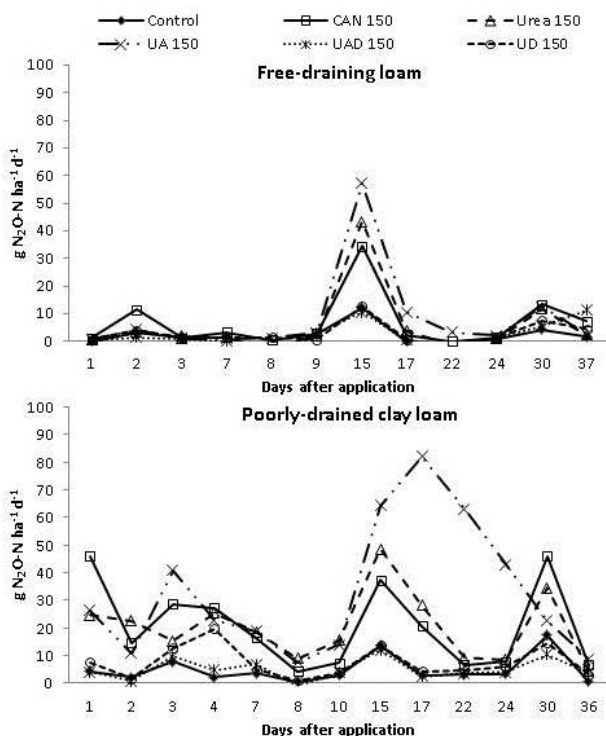 Control CAN 150 Urea 150
UA 150 UAD 150 UD 150
Free-draining loam
100
90
80
70
60
50
40
30
20
10
0
g N₂O-N ha⁻¹ d⁻¹
1 2 3 7 8 9 15 17 22 24 30 37
Days after application
Poorly-drained clay loam
100
90
80
70
60
50
40
30
20
10
0
g N₂O-N ha⁻¹ d⁻¹
1 2 3 4 7 8 10 15 17 22 24 30 36
Days after application